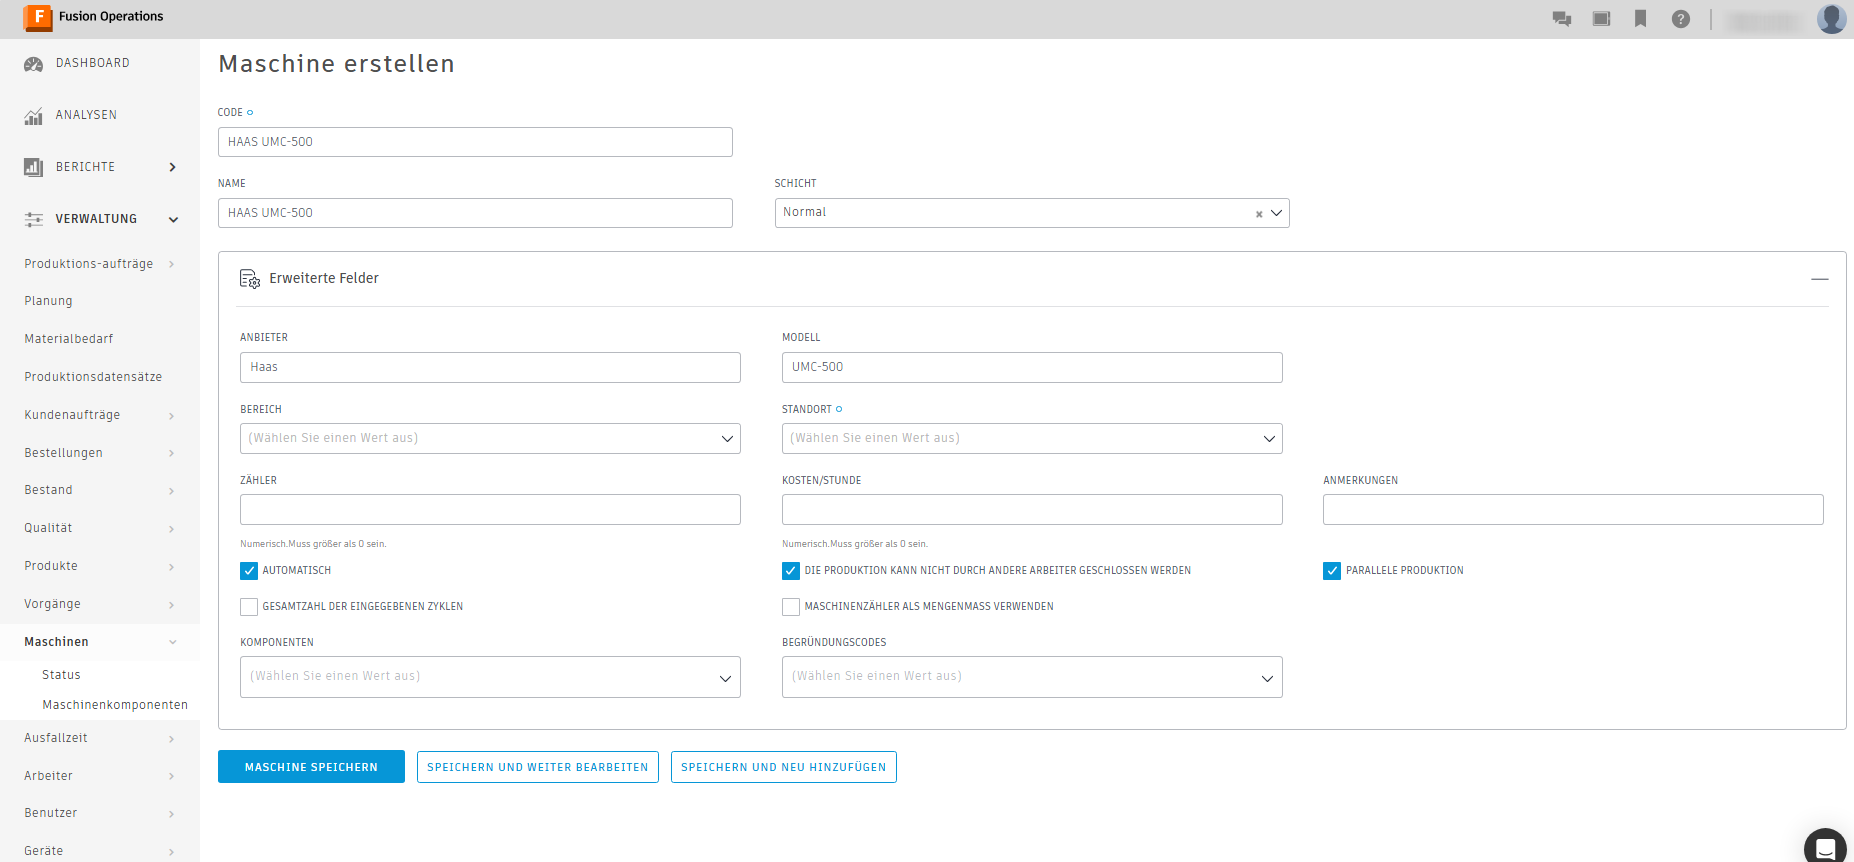 F Fusion Operations
?
DASHBOARD
ANALYSEN
BERICHTE
VERWALTUNG
Produktions-aufträge
Planung
Materialbedarf
Produktionsdatensätze
Kundenaufträge
Bestellungen
Bestand
Qualität
Produkte
Vorgänge
Maschinen
Status
Maschinenkomponenten
Ausfallzeit
Arbeiter
Benutzer
Geräte
Maschine erstellen
CODE
HAAS UMC-500
NAME
HAAS UMC-500
SCHICHT
Normal
Erweiterte Felder
ANBIETER
Haas
MODELL
UMC-500
BEREICH
(Wählen Sie einen Wert aus)
STANDORT
(Wählen Sie einen Wert aus)
ZÄHLER
Numerisch.Muss größer als 0 sein.
KOSTEN/STUNDE
Numerisch.Muss größer als 0 sein.
ANMERKUNGEN
AUTOMATISCH
DIE PRODUKTION KANN NICHT DURCH ANDERE ARBEITER GESCHLOSSEN WERDEN
PARALLELE PRODUKTION
GESAMTZAHL DER EINGEGEBENEN ZYKLEN
MASCHINENZÄHLER ALS MENGENMASS VERWENDEN
KOMPONENTEN
(Wählen Sie einen Wert aus)
BEGRÜNDUNGSCODES
(Wählen Sie einen Wert aus)
MASCHINE SPEICHERN
SPEICHERN UND WEITER BEARBEITEN
SPEICHERN UND NEU HINZUFÜGEN